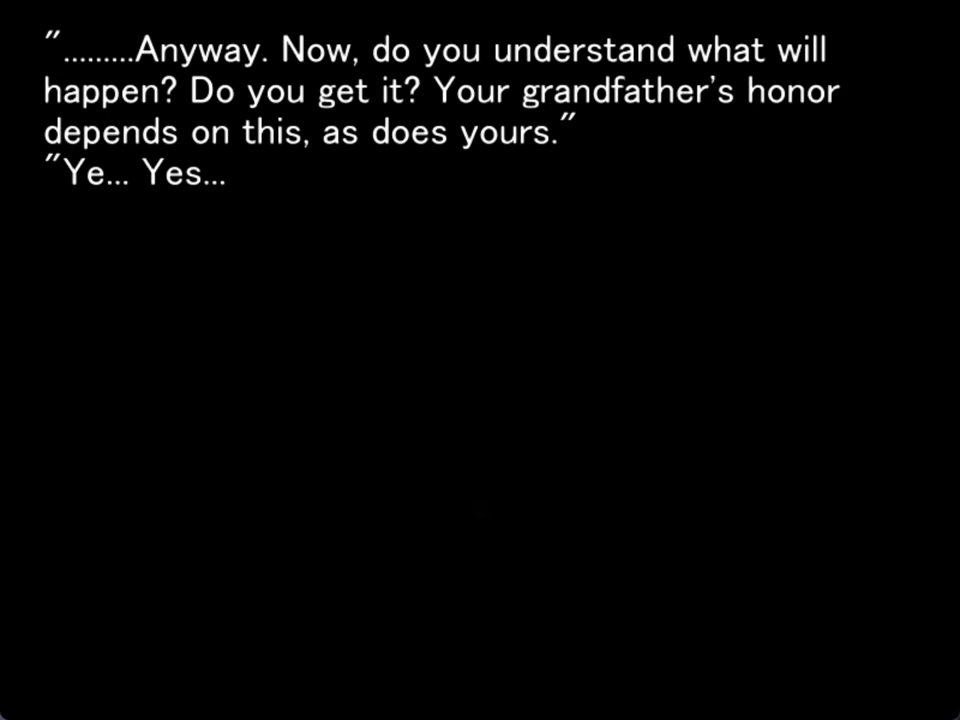 ".........Anyway. Now, do you understand what will
happen? Do you get it? Your grandfather's honor
depends on this, as does yours."
"Ye... Yes...